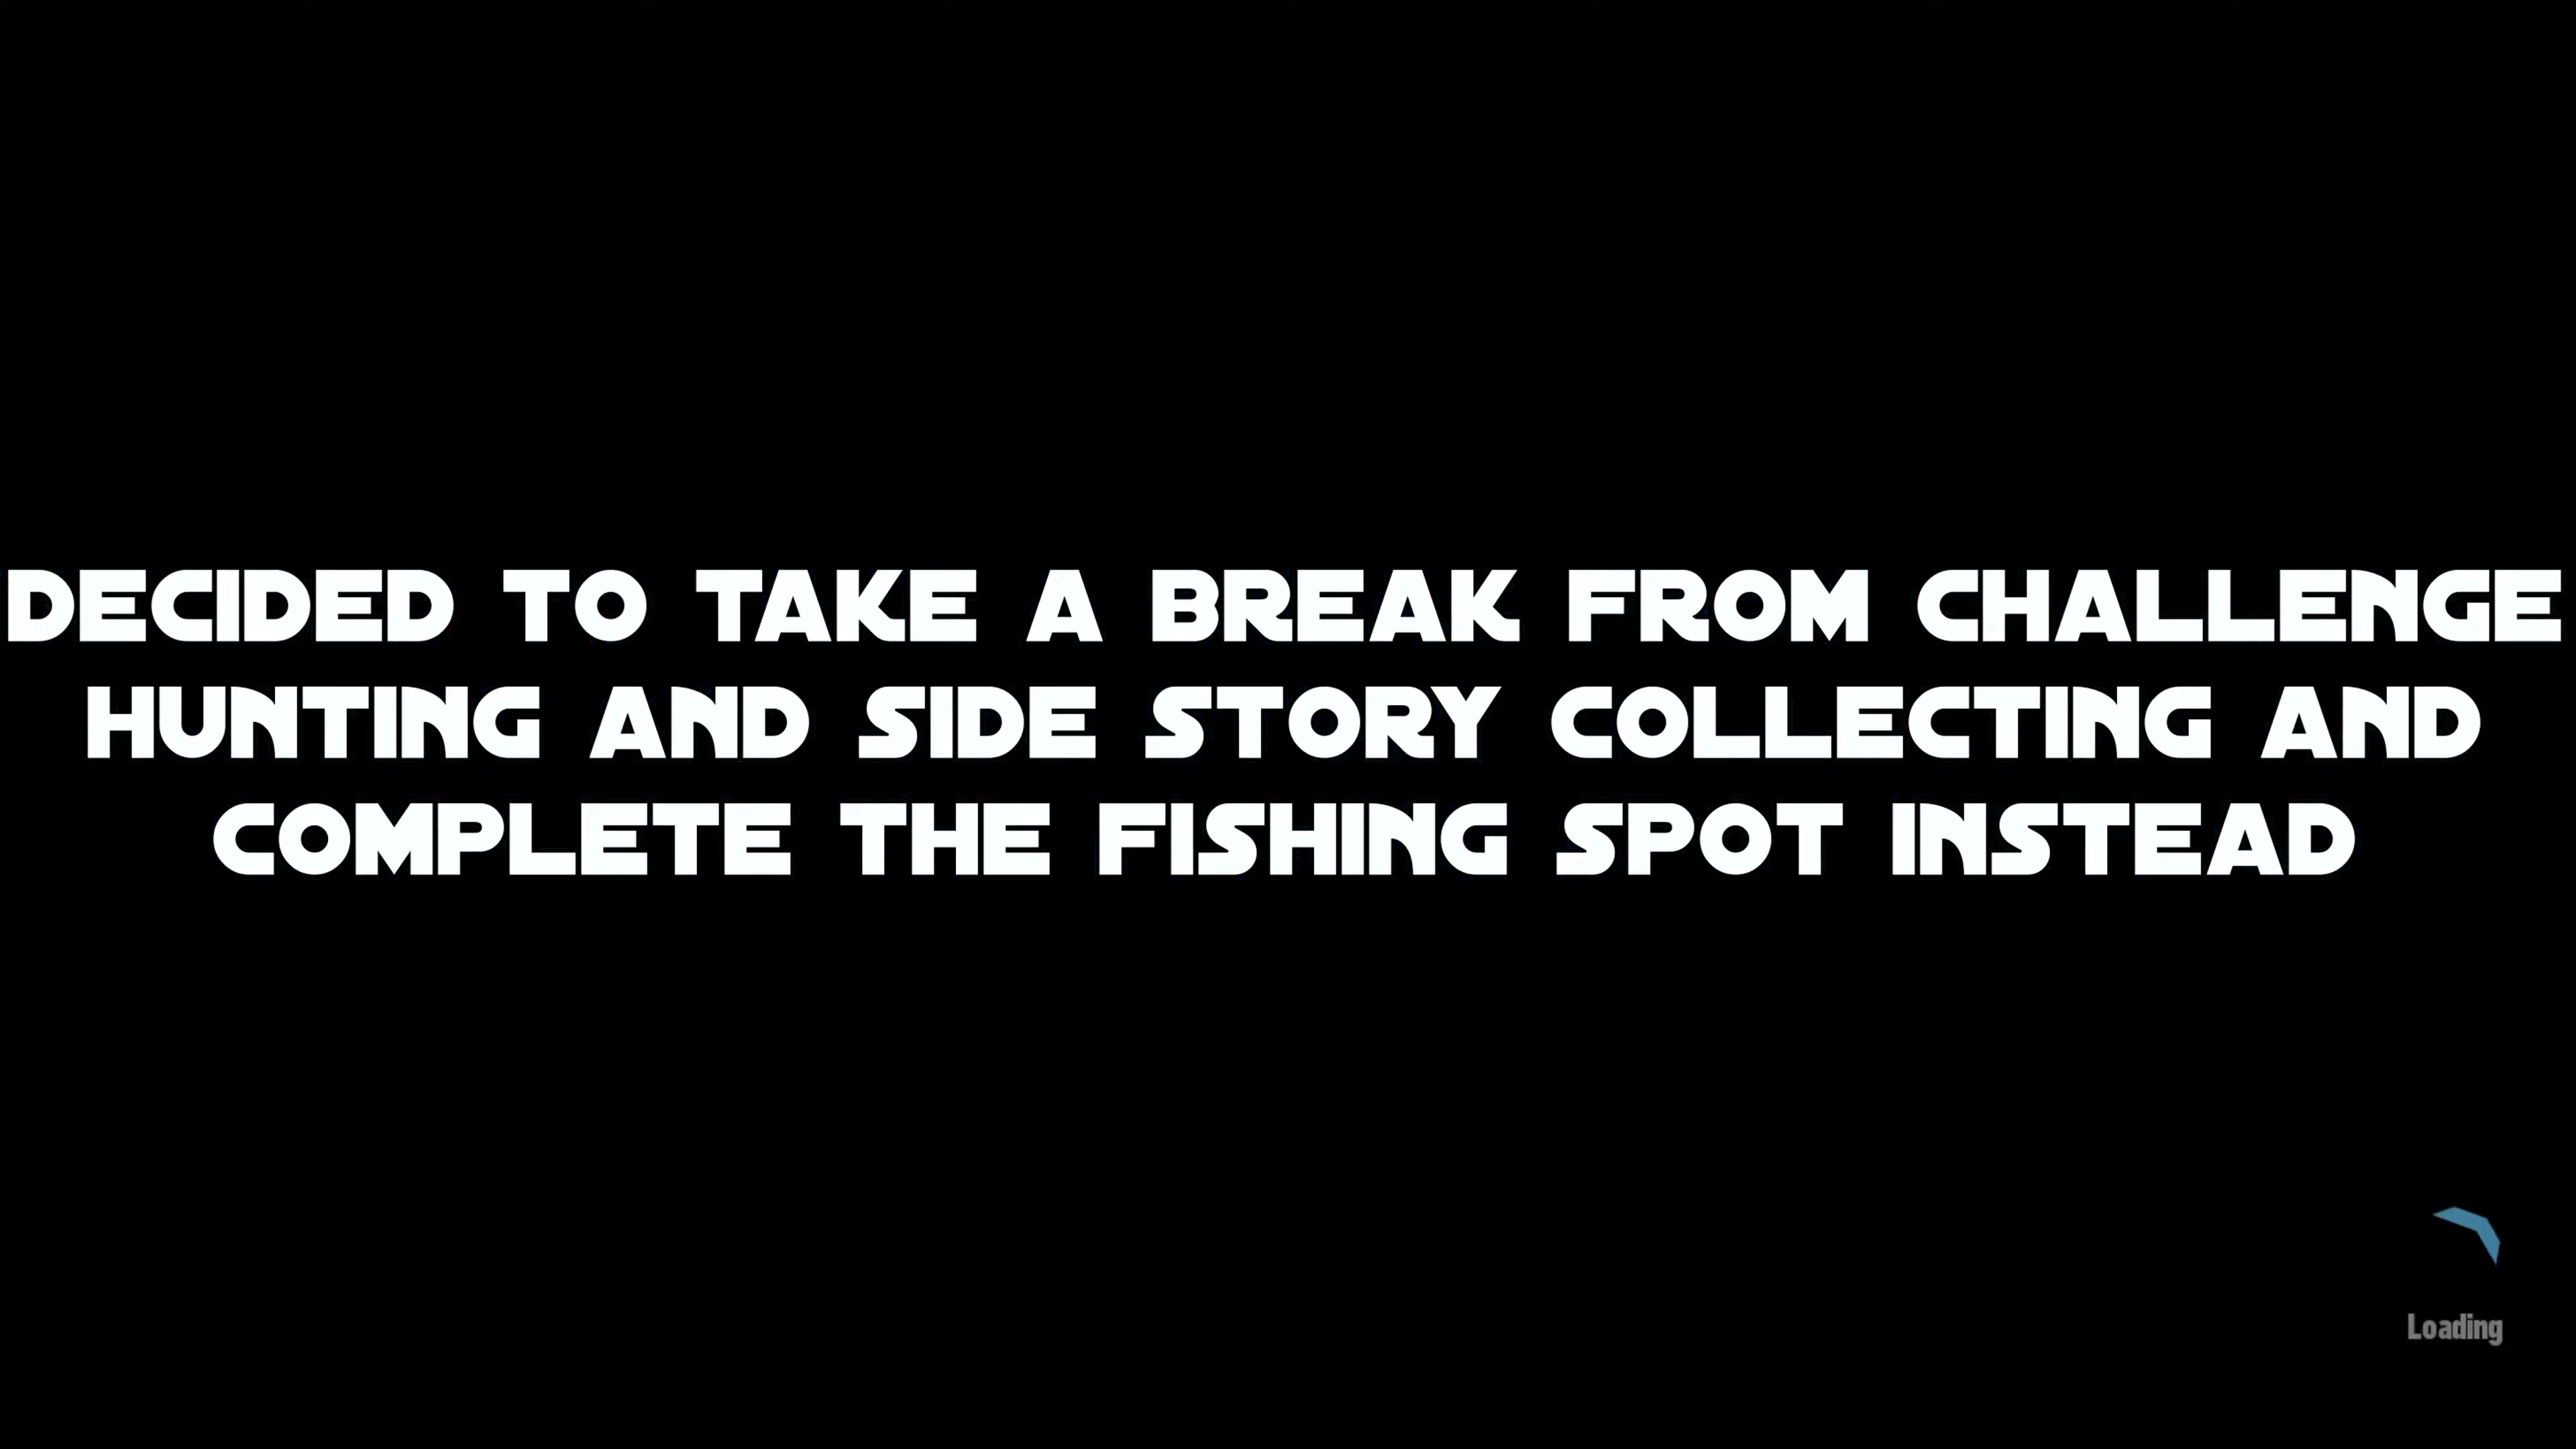 DECIDED TO TAKE A BREAK FROM CHALLENGE
HUNTING AND SIDE STORY COLLECTING AND
COMPLETE THE FISHING SPOT INSTEAD
Loading